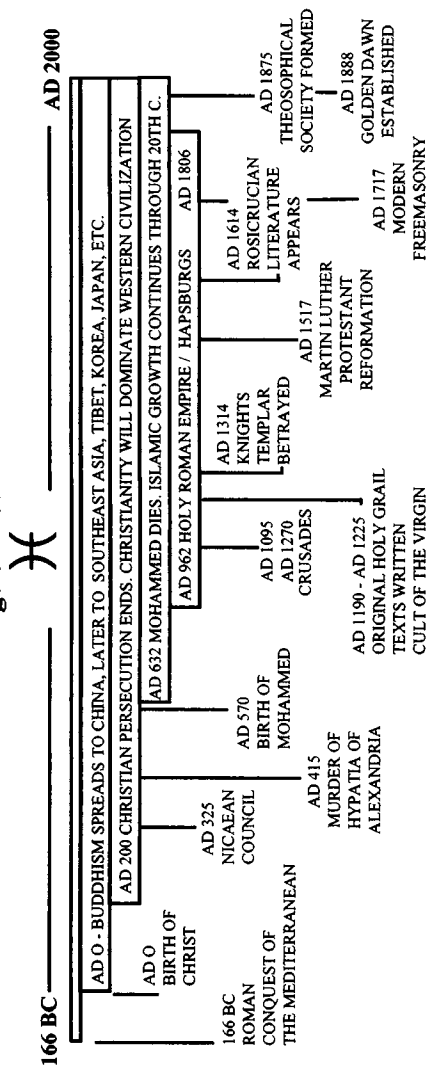 166 BC
AD 2000
AD O - BUDDHISM SPREADS TO CHINA, LATER TO SOUTHEAST ASIA, TIBET, KOREA, JAPAN, ETC.
AD 200 CHRISTIAN PERSECUTION ENDS. CHRISTIANITY WILL DOMINATE WESTERN CIVILIZATION
AD 632 MOHAMMED DIES. ISLAMIC GROWTH CONTINUES THROUGH 20TH C.
AD 962 HOLY ROMAN EMPIRE / HAPSBURGS AD 1806
166 BC
ROMAN
CONQUEST OF
THE MEDITERRANEAN
AD O
BIRTH OF
CHRIST
AD 325
NICAEAN
COUNCIL
AD 415
MURDER OF
HYPATIA OF
ALEXANDRIA
AD 570
BIRTH OF
MOHAMMED
AD 1095
AD 1270
CRUSADES
AD 1190 - AD 1225
ORIGINAL HOLY GRAIL
TEXTS WRITTEN
CULT OF THE VIRGIN
AD 1314
KNIGHTS
TEMPLAR
BETRAYED
AD 1517
MARTIN LUTHER
PROTESTANT
REFORMATION
AD 1614
ROSICRUCIAN
LITERATURE
APPEARS
AD 1717
MODERN
FREEMASONRY
AD 1875
THEOSOPHICAL
SOCIETY FORMED
AD 1888
GOLDEN DAWN
ESTABLISHED